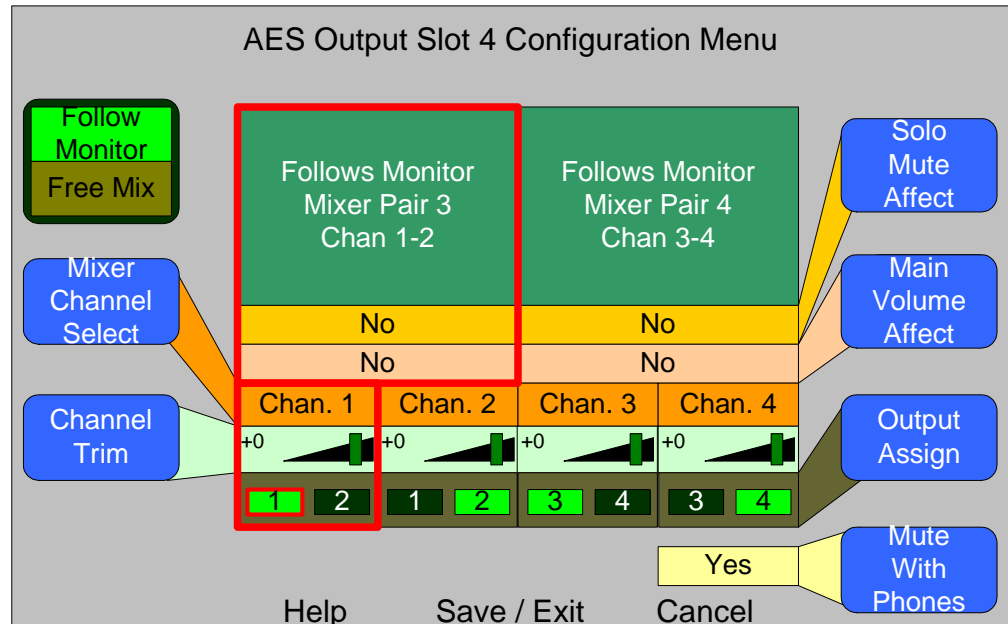 AES Output Slot 4 Configuration Menu
Follow
Monitor
Free Mix
Follows Monitor
Mixer Pair 3
Chan 1-2
Follows Monitor
Mixer Pair 4
Chan 3-4
Solo
Mute
Affect
Mixer
Channel
Select
Main
Volume
Affect
No No
No No
Chan. 1 Chan. 2 Chan. 3 Chan. 4
Channel
Trim
+0 +0 +0 +0
Output
Assign
1 2 1 2 3 4 3 4
Yes
Mute
With
Phones
Help Save / Exit Cancel